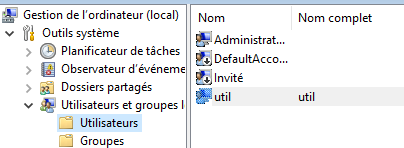 Gestion de l'ordinateur (local)
Outils système
Planificateur de tâches
Observateur d'événeme
Dossiers partagés
Utilisateurs et groupes l
Utilisateurs
Groupes
Nom Nom complet
Administrat...
DefaultAcco...
Invité
util util